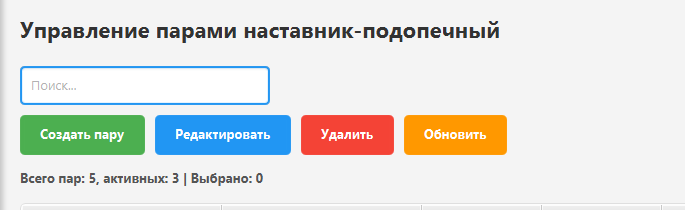 Управление парами наставник-подопечный
Поиск...
Создать пару Редактировать Удалить Обновить
Всего пар: 5, активных: 3 | Выбрано: 0